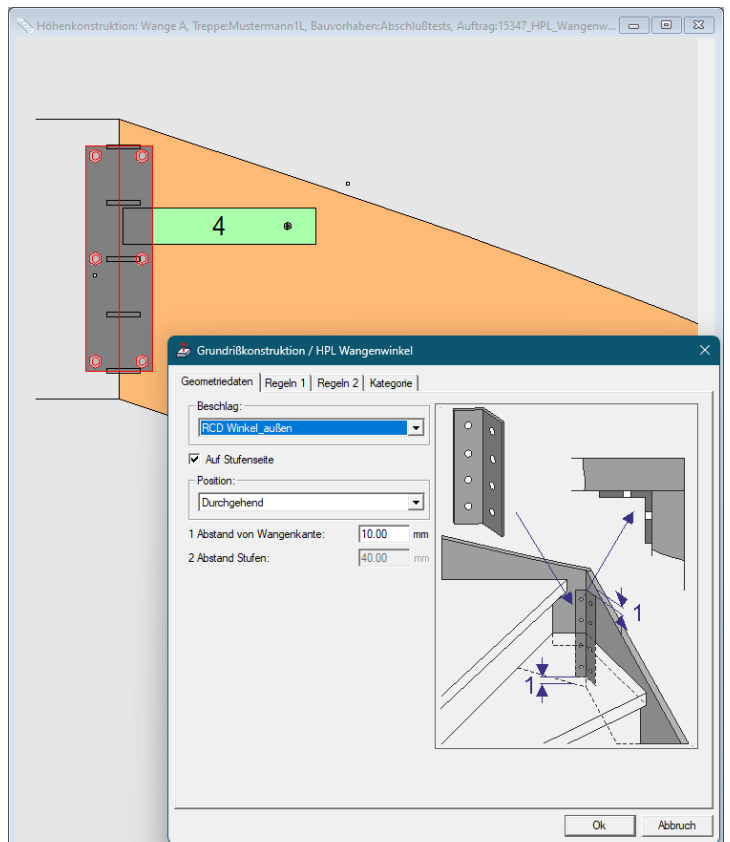 Höhenkonstruktion: Wange A, Treppe:Mustermann1L, Bauvorhaben:Abschlußtests, Auftrag:15347_HPL_Wangenw...
4
Grundrißkonstruktion / HPL Wangenwinkel
Geometriedaten Regeln 1 Regeln 2 Kategorie
Beschlag:
RCD Winkel_außen
Auf Stufenseite
Position:
Durchgehend
1 Abstand von Wangenkante: 10.00 mm
2 Abstand Stufen: 40.00 mm
1
1
Ok Abbruch